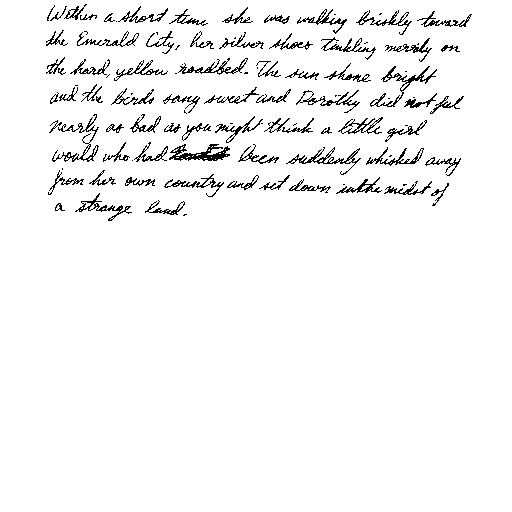 Within a short time she was walking briskly toward
the Emerald City, her silver shoes tinkling merrily on
the hard, yellow roadbed. The sun shone bright
and the birds sang sweet and Dorothy did not feel
nearly as bad as you might think a little girl
would who had been suddenly whisked away
from her own country and set down in the midst of
a strange land.